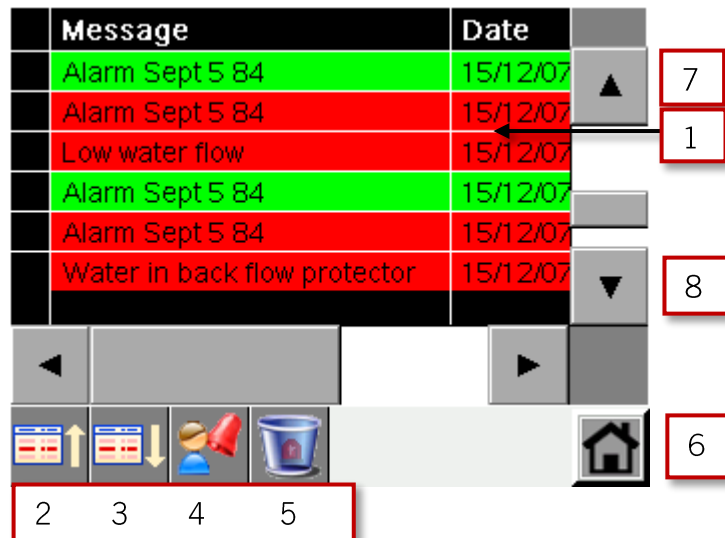 Message Date
Alarm Sept 5 84 15/12/07
Alarm Sept 5 84 15/12/07
Low water flow 15/12/07
Alarm Sept 5 84 15/12/07
Alarm Sept 5 84 15/12/07
Water in back flow protector 15/12/07
7
1
8
6
2 3 4 5